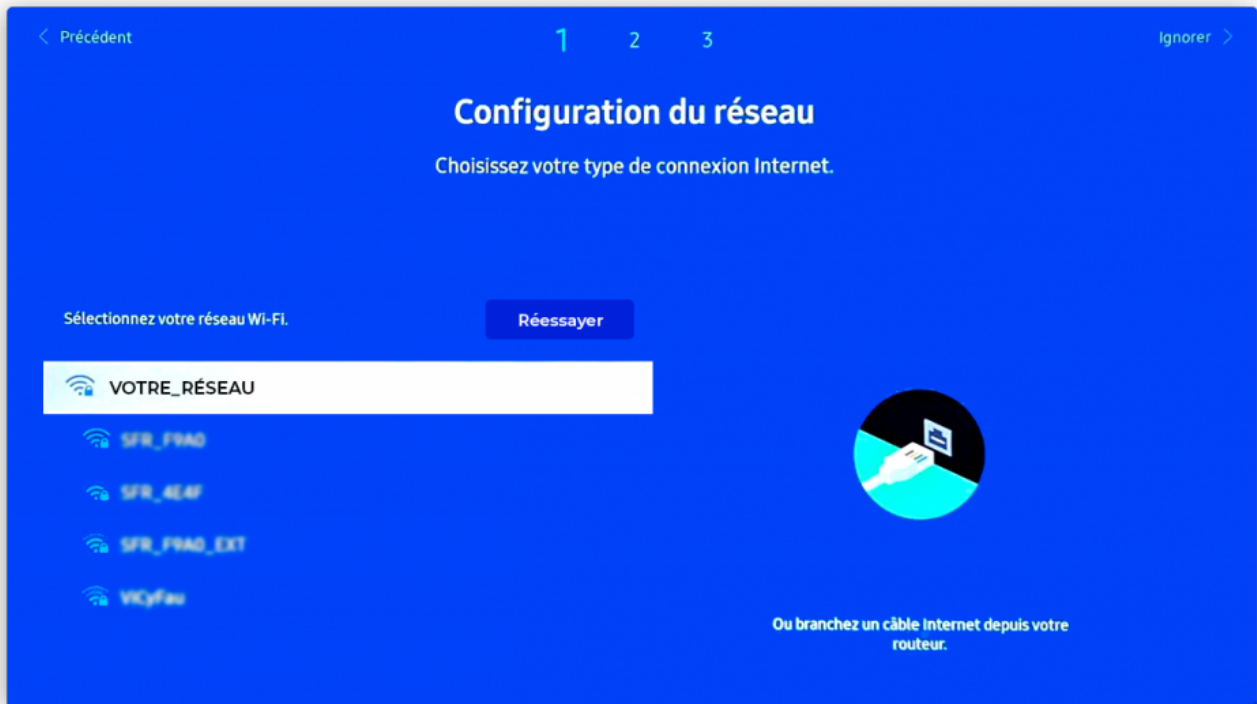 Précédent
1 2 3
Ignorer
Configuration du réseau
Choisissez votre type de connexion Internet.
Sélectionnez votre réseau Wi-Fi.
Réessayer
VOTRE_RÉSEAU
Ou branchez un câble Internet depuis votre
routeur.